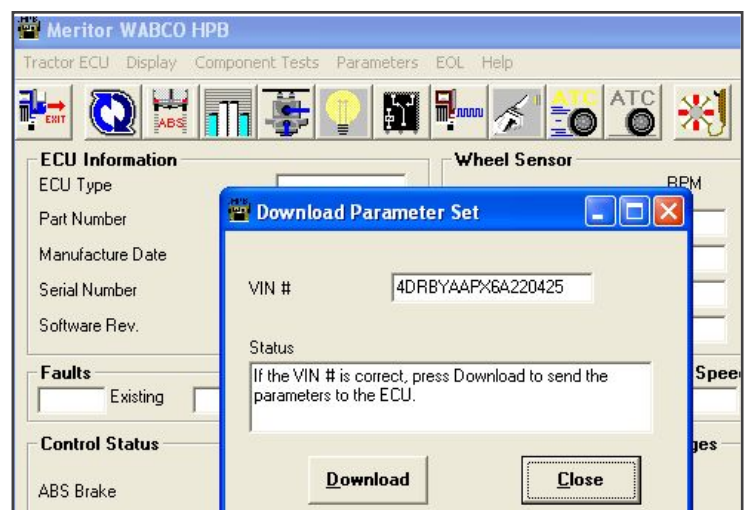 Meritor WABCO HPB
Tractor ECU Display Component Tests Parameters EOL Help
EXIT ABS ATC ATC
ECU Information
Wheel Sensor
ECU Type
RPM
Download Parameter Set
Part Number
Manufacture Date
VIN # 4DRBYAAPX6A220425
Serial Number
Software Rev.
Status
If the VIN # is correct, press Download to send the
parameters to the ECU.
Faults
Existing
Control Status
Download Close
ABS Brake